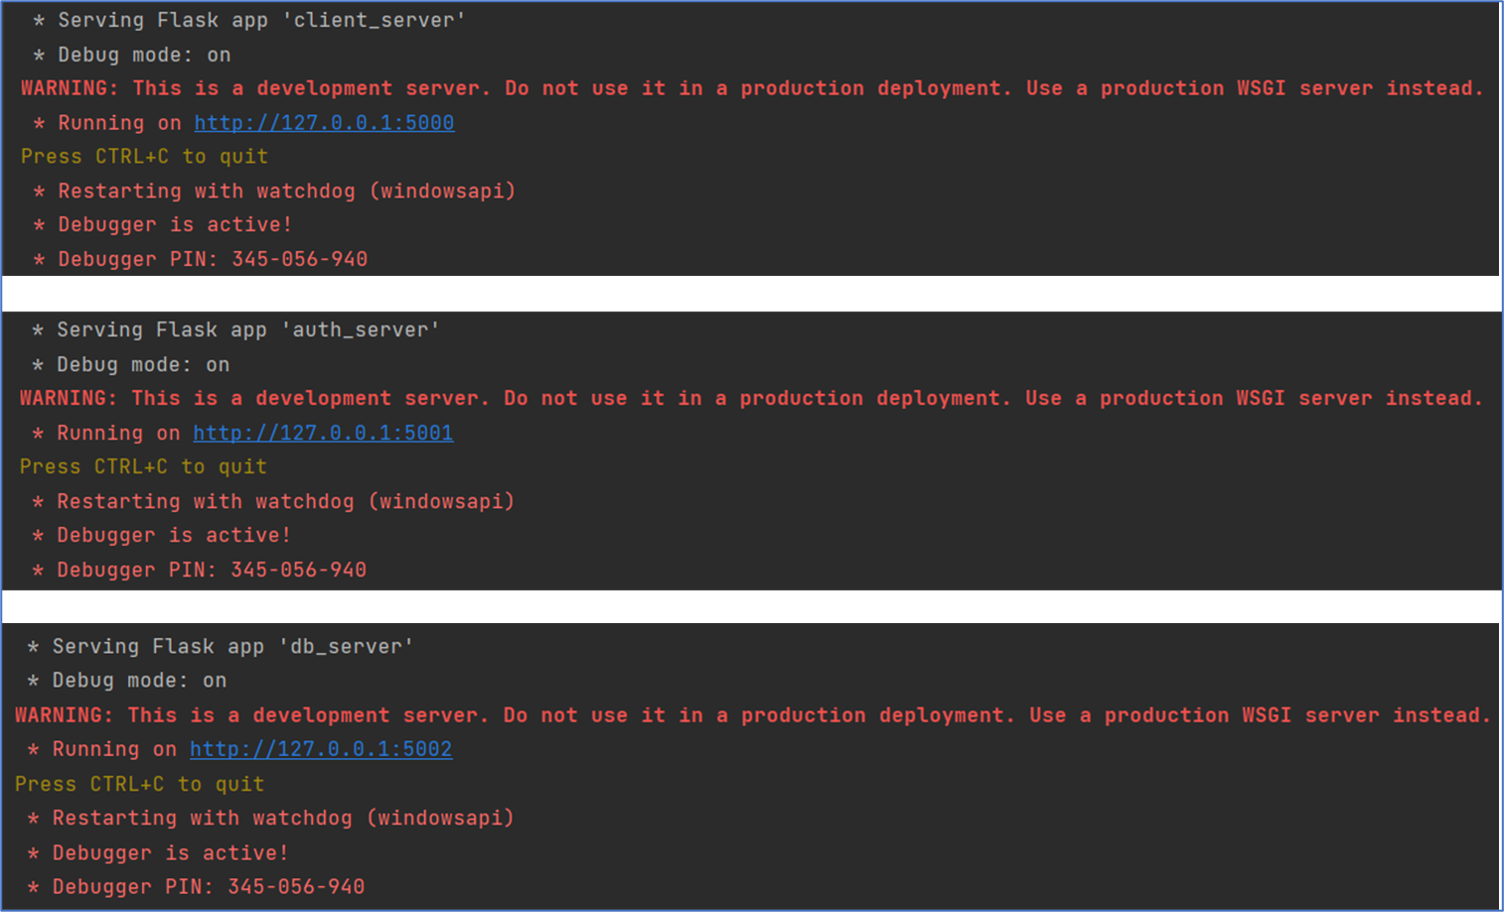 * Serving Flask app 'client_server'
* Debug mode: on
WARNING: This is a development server. Do not use it in a production deployment. Use a production WSGI server instead.
* Running on http://127.0.0.1:5000
Press CTRL+C to quit
* Restarting with watchdog (windowsapi)
* Debugger is active!
* Debugger PIN: 345-056-940
* Serving Flask app 'auth_server'
* Debug mode: on
WARNING: This is a development server. Do not use it in a production deployment. Use a production WSGI server instead.
* Running on http://127.0.0.1:5001
Press CTRL+C to quit
* Restarting with watchdog (windowsapi)
* Debugger is active!
* Debugger PIN: 345-056-940
* Serving Flask app 'db_server'
* Debug mode: on
WARNING: This is a development server. Do not use it in a production deployment. Use a production WSGI server instead.
* Running on http://127.0.0.1:5002
Press CTRL+C to quit
* Restarting with watchdog (windowsapi)
* Debugger is active!
* Debugger PIN: 345-056-940